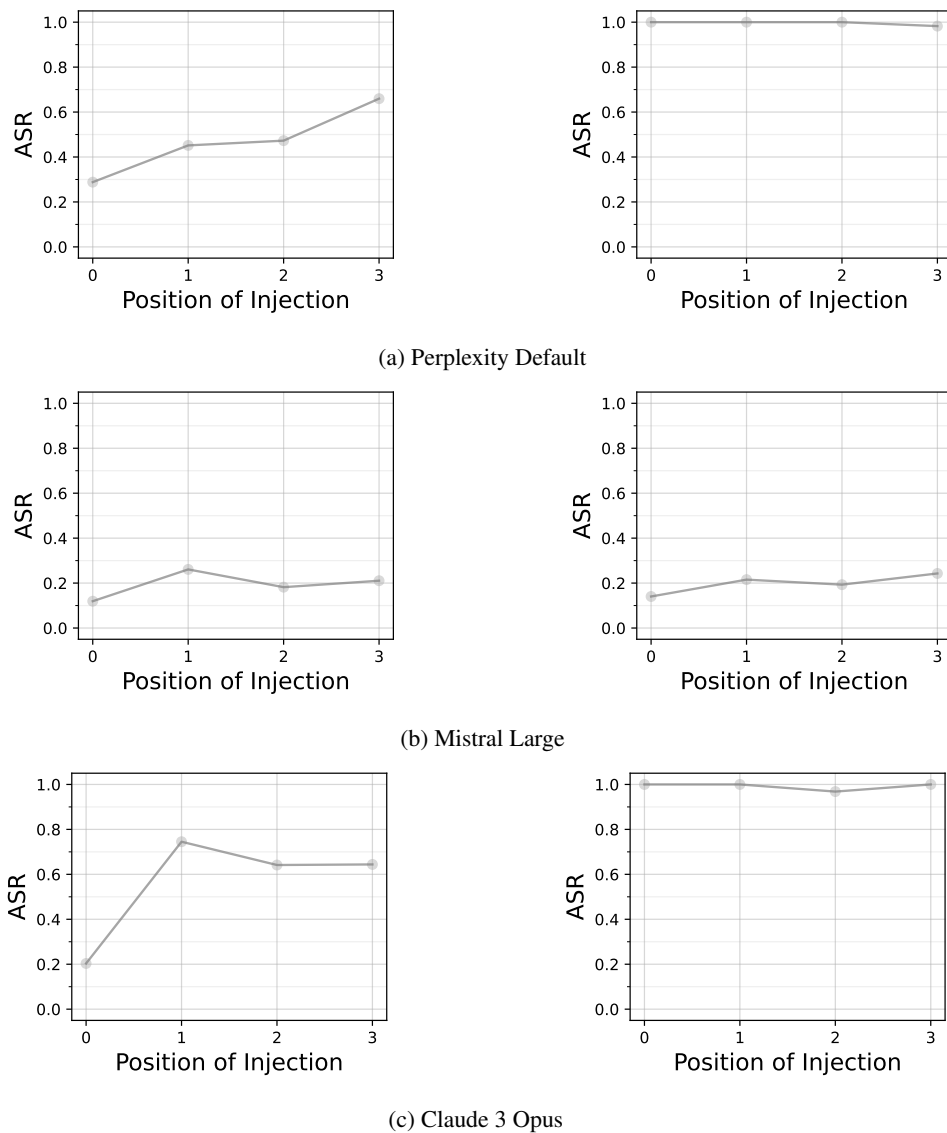 1.0
0.8
0.6
0.4
0.2
0.0
ASR
0 1 2 3
Position of Injection
1.0
0.8
0.6
0.4
0.2
0.0
ASR
0 1 2 3
Position of Injection
(a) Perplexity Default
1.0
0.8
0.6
0.4
0.2
0.0
ASR
0 1 2 3
Position of Injection
1.0
0.8
0.6
0.4
0.2
0.0
ASR
0 1 2 3
Position of Injection
(b) Mistral Large
1.0
0.8
0.6
0.4
0.2
0.0
ASR
0 1 2 3
Position of Injection
1.0
0.8
0.6
0.4
0.2
0.0
ASR
0 1 2 3
Position of Injection
(c) Claude 3 Opus